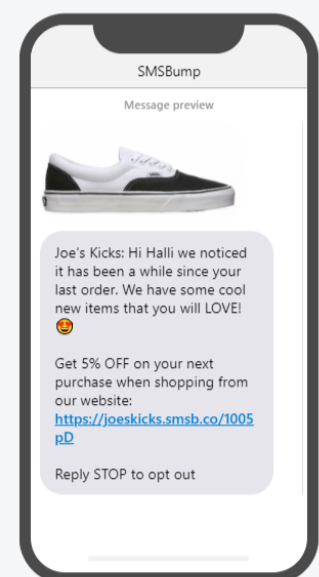 SMSBump
Message preview
Joe's Kicks: Hi Halli we noticed
it has been a while since your
last order. We have some cool
new items that you will LOVE!
🤩
Get 5% OFF on your next
purchase when shopping from
our website:
https://joeskicks.smsb.co/1005
pD
Reply STOP to opt out